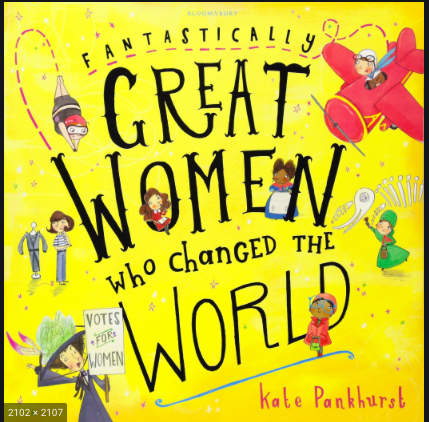 BLOOMSBURY
FANTASTICALLY
GREAT
WOMEN
who CHANGED THE
WORLD
VOTES
FOR
WOMEN
Kate Pankhurst
2102 × 2107